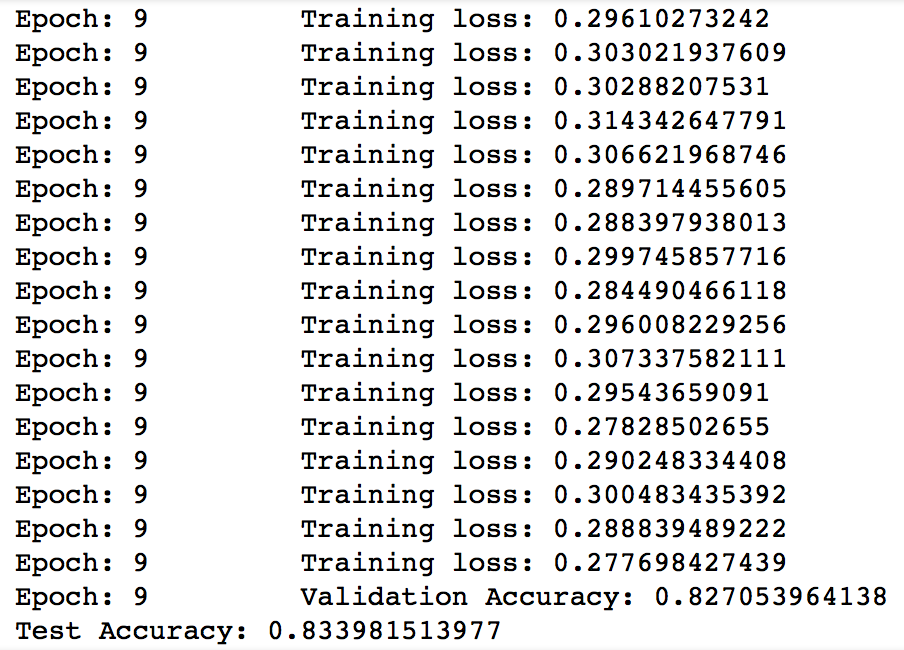 Epoch: 9 Training loss: 0.29610273242
Epoch: 9 Training loss: 0.303021937609
Epoch: 9 Training loss: 0.30288207531
Epoch: 9 Training loss: 0.314342647791
Epoch: 9 Training loss: 0.306621968746
Epoch: 9 Training loss: 0.289714455605
Epoch: 9 Training loss: 0.288397938013
Epoch: 9 Training loss: 0.299745857716
Epoch: 9 Training loss: 0.284490466118
Epoch: 9 Training loss: 0.296008229256
Epoch: 9 Training loss: 0.307337582111
Epoch: 9 Training loss: 0.29543659091
Epoch: 9 Training loss: 0.27828502655
Epoch: 9 Training loss: 0.290248334408
Epoch: 9 Training loss: 0.300483435392
Epoch: 9 Training loss: 0.288839489222
Epoch: 9 Training loss: 0.277698427439
Epoch: 9 Validation Accuracy: 0.827053964138
Test Accuracy: 0.833981513977